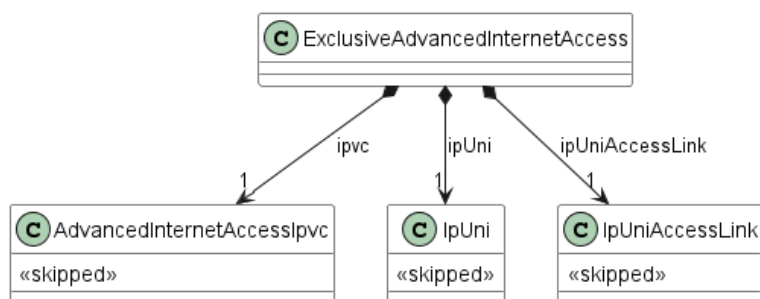 C ExclusiveAdvancedInternetAccess
ipvc ipUni ipUniAccessLink
1 1 1
C AdvancedInternetAccessIpvc C IpUni C IpUniAccessLink
«skipped» «skipped» «skipped»